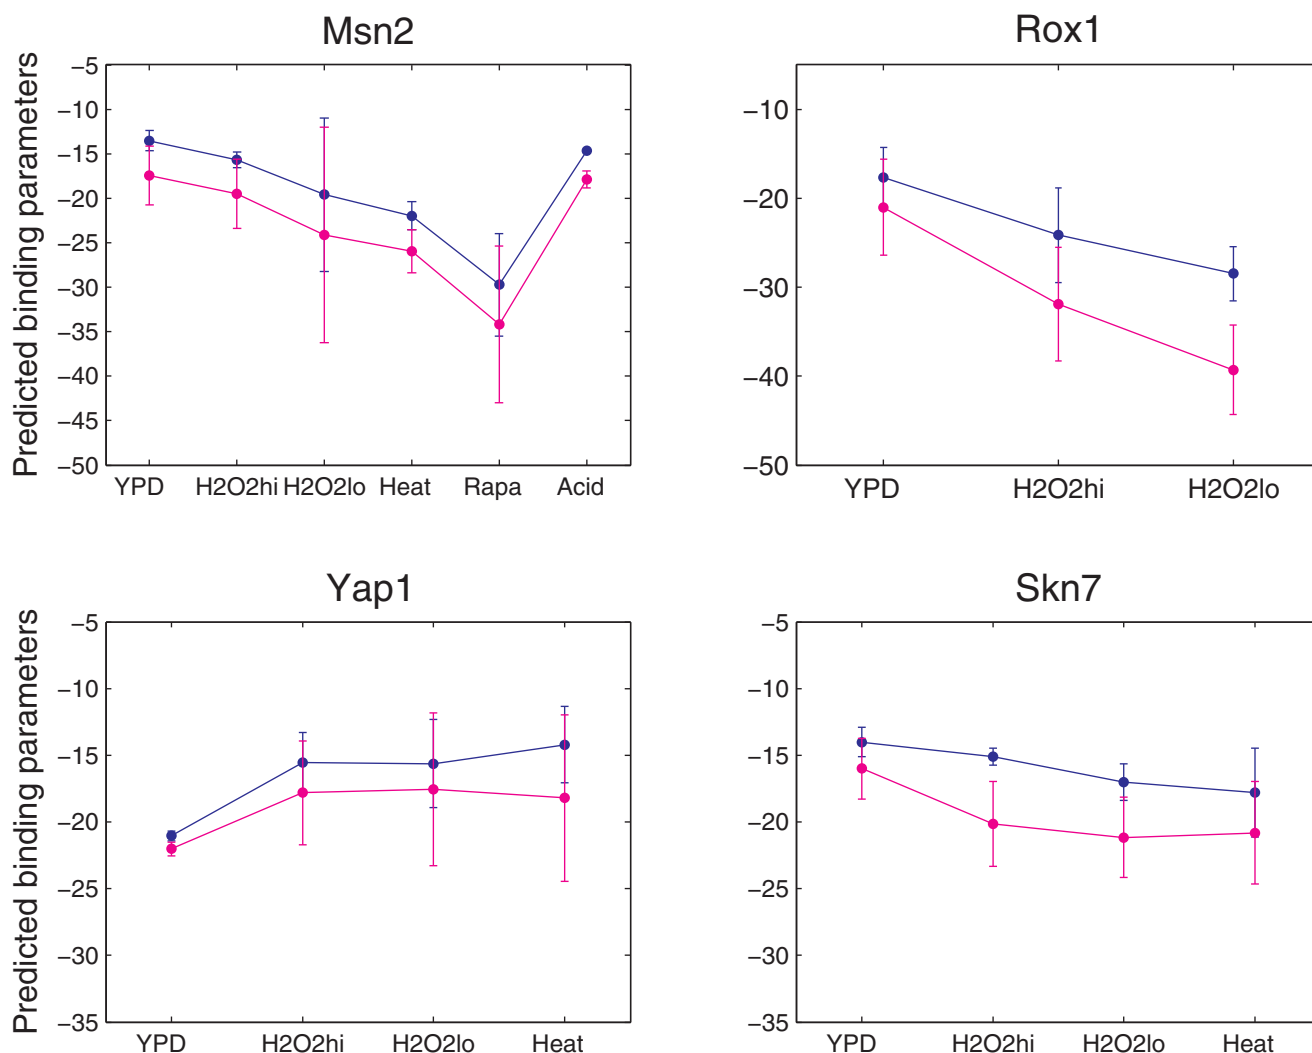 Msn2
Predicted binding parameters
−5
−10
−15
−20
−25
−30
−35
−40
−45
−50
YPD H2O2hi H2O2lo Heat Rapa Acid
Rox1
−10
−20
−30
−40
−50
YPD H2O2hi H2O2lo
Yap1
Predicted binding parameters
−5
−10
−15
−20
−25
−30
−35
YPD H2O2hi H2O2lo Heat
Skn7
−5
−10
−15
−20
−25
−30
−35
YPD H2O2hi H2O2lo Heat